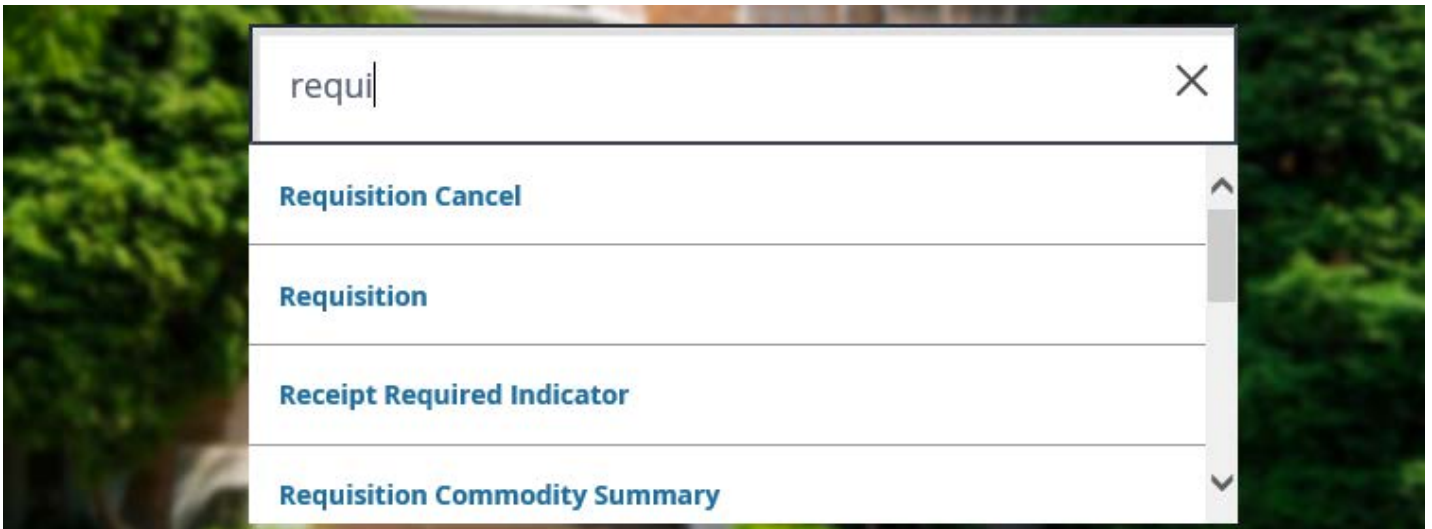 requi
Requisition Cancel
Requisition
Receipt Required Indicator
Requisition Commodity Summary